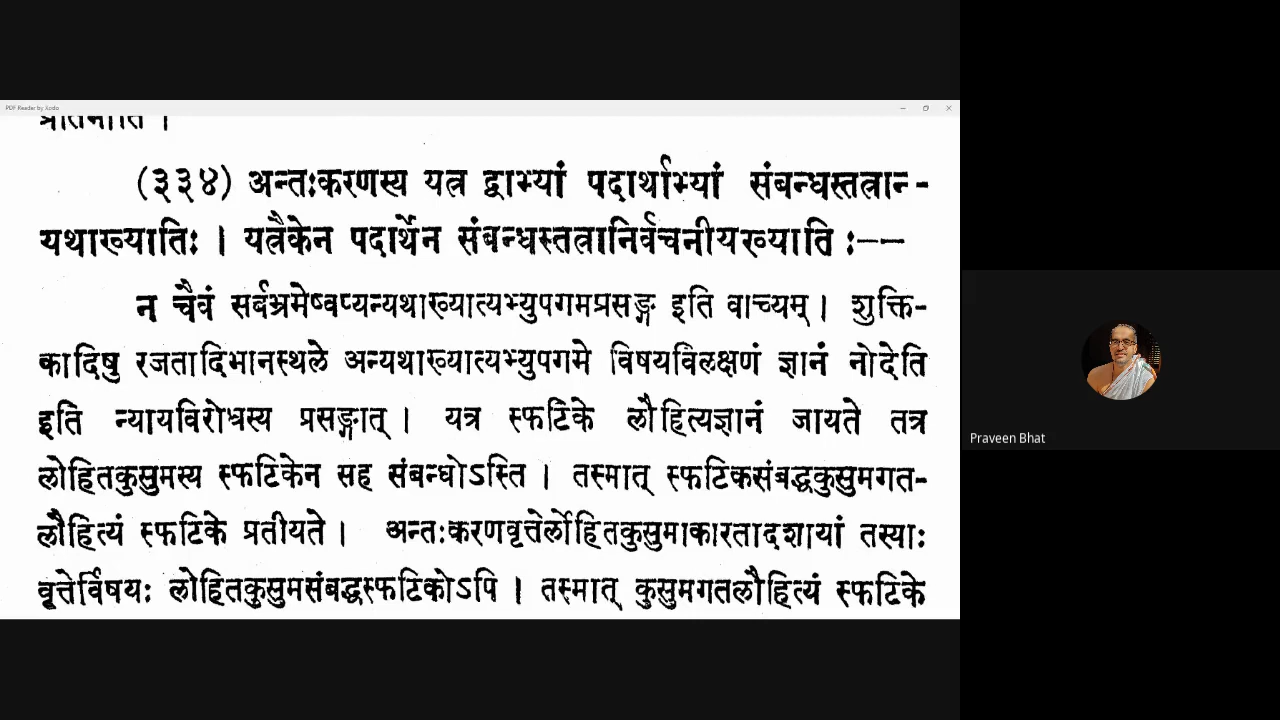 PDF Reader by Xodo
प्रतिभाति ।
(३३४) अन्तःकरणस्य यत्र द्वाभ्यां पदार्थाभ्यां संबन्धस्तत्रान-
यथाख्यातिः । यत्रैकेन पदार्थेन संबन्धस्तत्रानिर्वचनीयख्याति :——
न चैवं सर्वभ्रमेष्वप्यन्यथाख्यात्यभ्युपगमप्रसङ्ग इति वाच्यम् । शुक्ति-
कादिषु रजतादिभानस्थले अन्यथाख्यात्यभ्युपगमे विषयविलक्षणं ज्ञानं नोदेति
इति न्यायविरोधस्य प्रसङ्गात् । यत्र स्फटिके लौहित्यज्ञानं जायते तत्र
लोहितकुसुमस्य स्फटिकेन सह संबन्धोऽस्ति । तस्मात् स्फटिकसंबद्धकुसुमगत-
लौहित्यं स्फटिके प्रतीयते । अन्तःकरणवृत्तेर्लोहितकुसुमाकारतादशायां तस्याः
वृत्तेर्विषयः लोहितकुसुमसंबद्धस्फटिकोऽपि । तस्मात् कुसुमगतलौहित्यं स्फटिके
Praveen Bhat